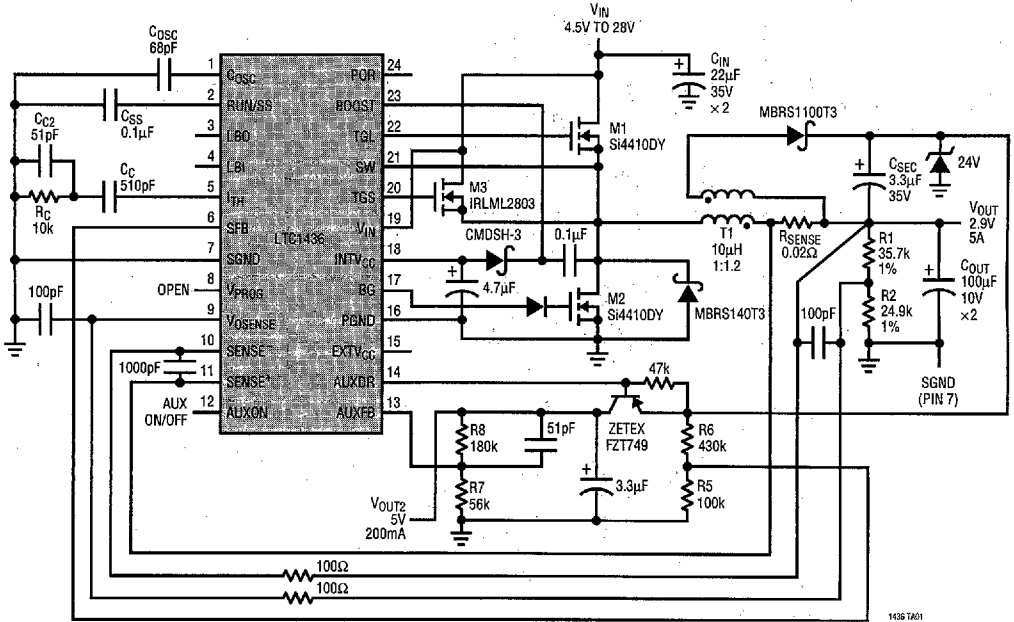 VIN
4.5V TO 28V
COSC
68pF
CIN
22µF
35V
×2
1
COSC
POR
24
2
RUN/SS
BOOST
23
CSS
0.1µF
CC2
51pF
3
LBO
TGL
22
M1
Si4410DY
MBRS1100T3
4
LBI
SW
21
CSEC
3.3µF
35V
24V
CC
510pF
5
ITH
TGS
20
M3
IRLML2803
RC
10k
6
SFB
VIN
19
LTC1436
T1
10µH
1:1.2
RSENSE
0.02Ω
VOUT
2.9V
5A
7
SGND
INTVCC
18
CMDSH-3
0.1µF
R1
35.7k
1%
COUT
100µF
10V
×2
OPEN
8
VPROG
BG
17
4.7µF
M2
Si4410DY
MBRS140T3
100pF
9
VOSENSE
PGND
16
R2
24.9k
1%
100pF
10
SENSE–
EXTVCC
15
1000pF
11
SENSE+
AUXDR
14
47k
SGND
(PIN 7)
AUX
ON/OFF
12
AUXON
AUXFB
13
R8
180k
51pF
ZETEX
FZT749
R6
430k
R7
56k
3.3µF
R5
100k
VOUT2
5V
200mA
100Ω
100Ω
1436 TA01